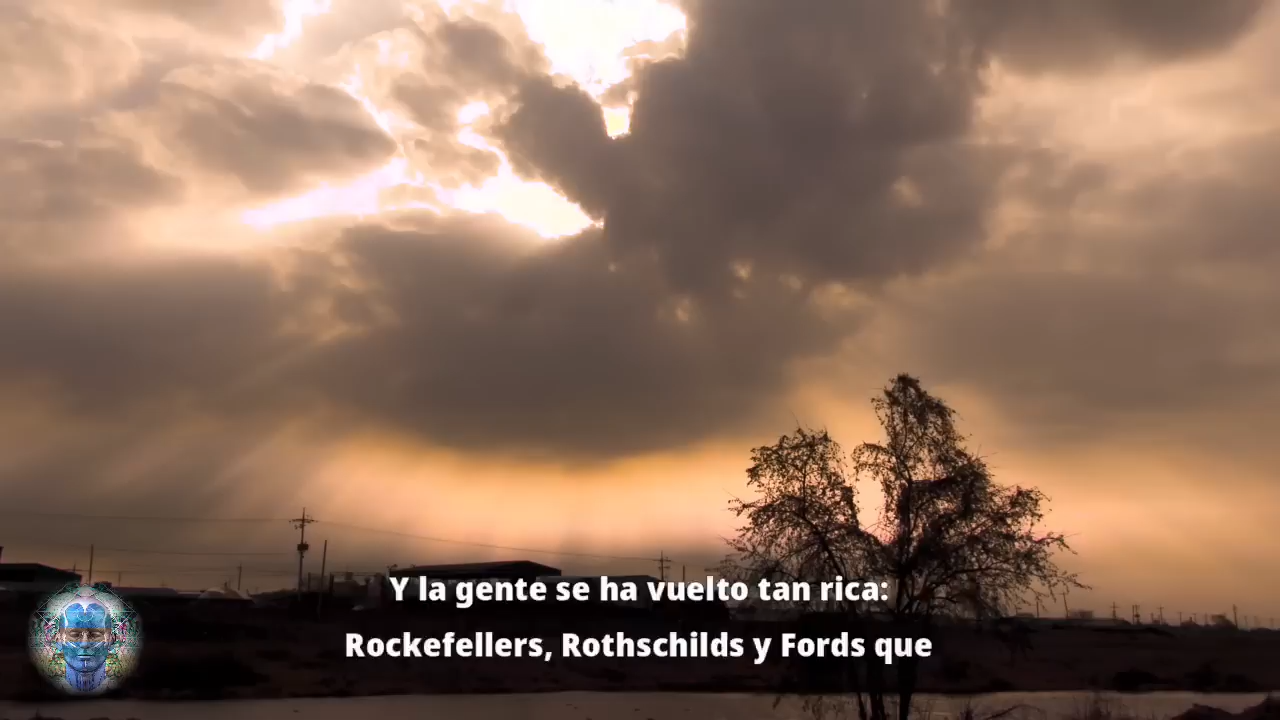 Y la gente se ha vuelto tan rica:
Rockefellers, Rothschilds y Fords que